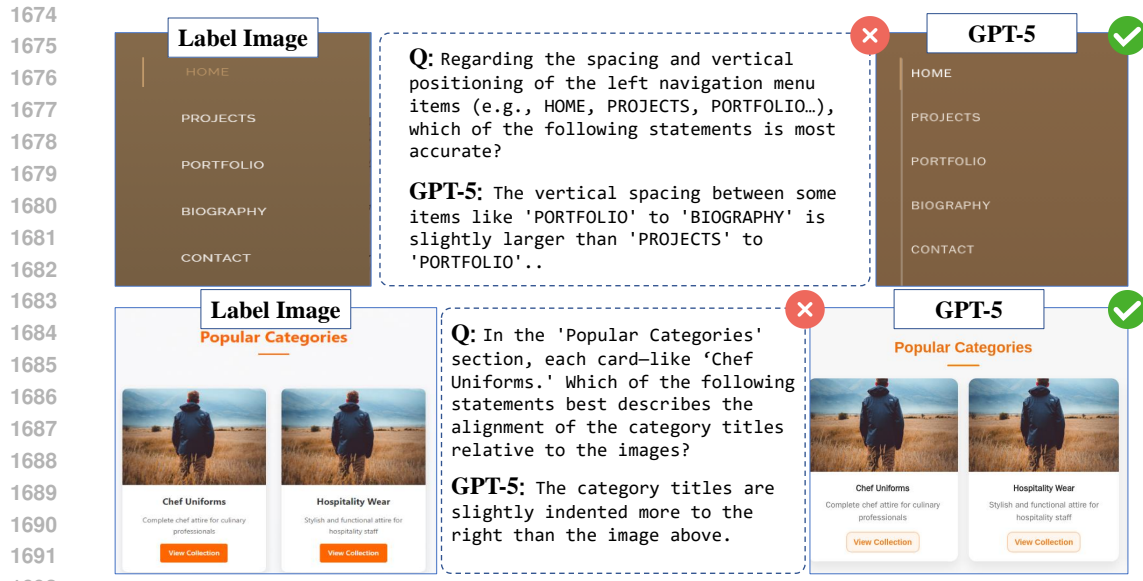 1674
1675
1676
1677
1678
1679
1680
1681
1682
1683
1684
1685
1686
1687
1688
1689
1690
1691
Label Image
HOME
PROJECTS
PORTFOLIO
BIOGRAPHY
CONTACT
Q: Regarding the spacing and vertical
positioning of the left navigation menu
items (e.g., HOME, PROJECTS, PORTFOLIO…),
which of the following statements is most
accurate?
GPT-5: The vertical spacing between some
items like 'PORTFOLIO' to 'BIOGRAPHY' is
slightly larger than 'PROJECTS' to
'PORTFOLIO'..
GPT-5
HOME
PROJECTS
PORTFOLIO
BIOGRAPHY
CONTACT
Label Image
Popular Categories
Chef Uniforms
Complete chef attire for culinary
professionals
View Collection
Hospitality Wear
Stylish and functional attire for
hospitality staff
View Collection
Q: In the 'Popular Categories'
section, each card—like ‘Chef
Uniforms.' Which of the following
statements best describes the
alignment of the category titles
relative to the images?
GPT-5: The category titles are
slightly indented more to the
right than the image above.
GPT-5
Popular Categories
Chef Uniforms
Complete chef attire for culinary
professionals
View Collection
Hospitality Wear
Stylish and functional attire for
hospitality staff
View Collection